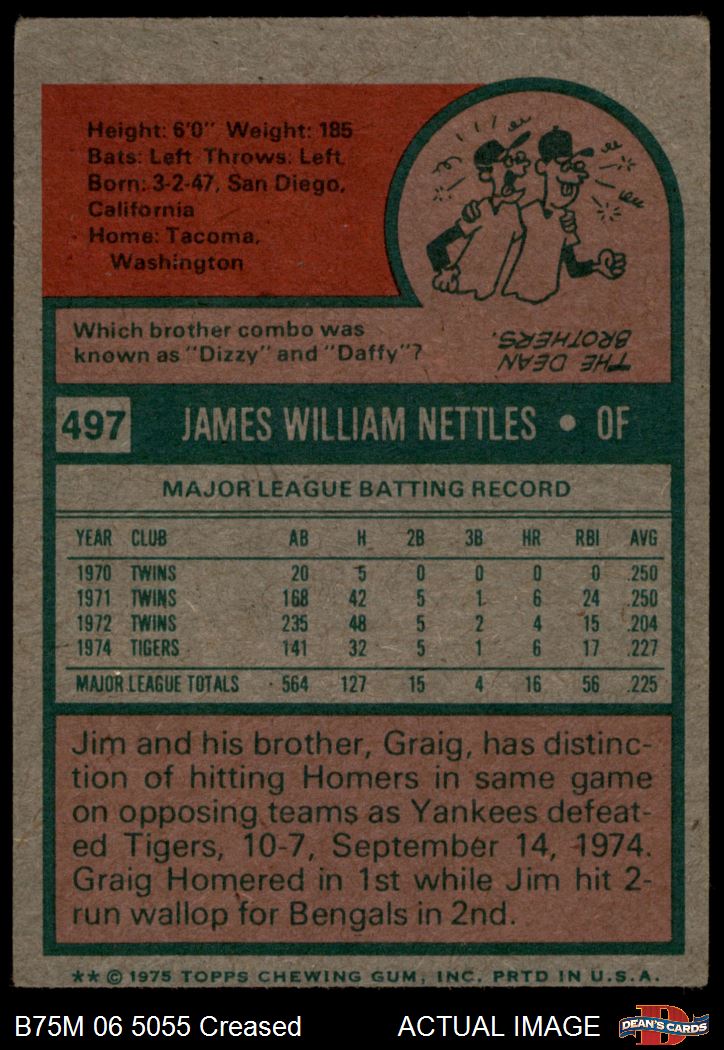 Height: 6'0" Weight: 185
Bats: Left Throws: Left
Born: 3-2-47, San Diego,
California
Home: Tacoma,
Washington
Which brother combo was
known as "Dizzy" and "Daffy"?
THE DEAN
BROTHERS.
497 JAMES WILLIAM NETTLES • OF
MAJOR LEAGUE BATTING RECORD
YEAR CLUB AB H 2B 3B HR RBI AVG
1970 TWINS 20 5 0 0 0 0 .250
1971 TWINS 168 42 5 1 6 24 .250
1972 TWINS 235 48 5 2 4 15 .204
1974 TIGERS 141 32 5 1 6 17 .227
MAJOR LEAGUE TOTALS 564 127 15 4 16 56 .225
Jim and his brother, Graig, has distinc-
tion of hitting Homers in same game
on opposing teams as Yankees defeat-
ed Tigers, 10-7, September 14, 1974.
Graig Homered in 1st while Jim hit 2-
run wallop for Bengals in 2nd.
** © 1975 TOPPS CHEWING GUM, INC. PRTD IN U.S.A.
B75M 06 5055 Creased ACTUAL IMAGE
D
DEAN'S CARDS